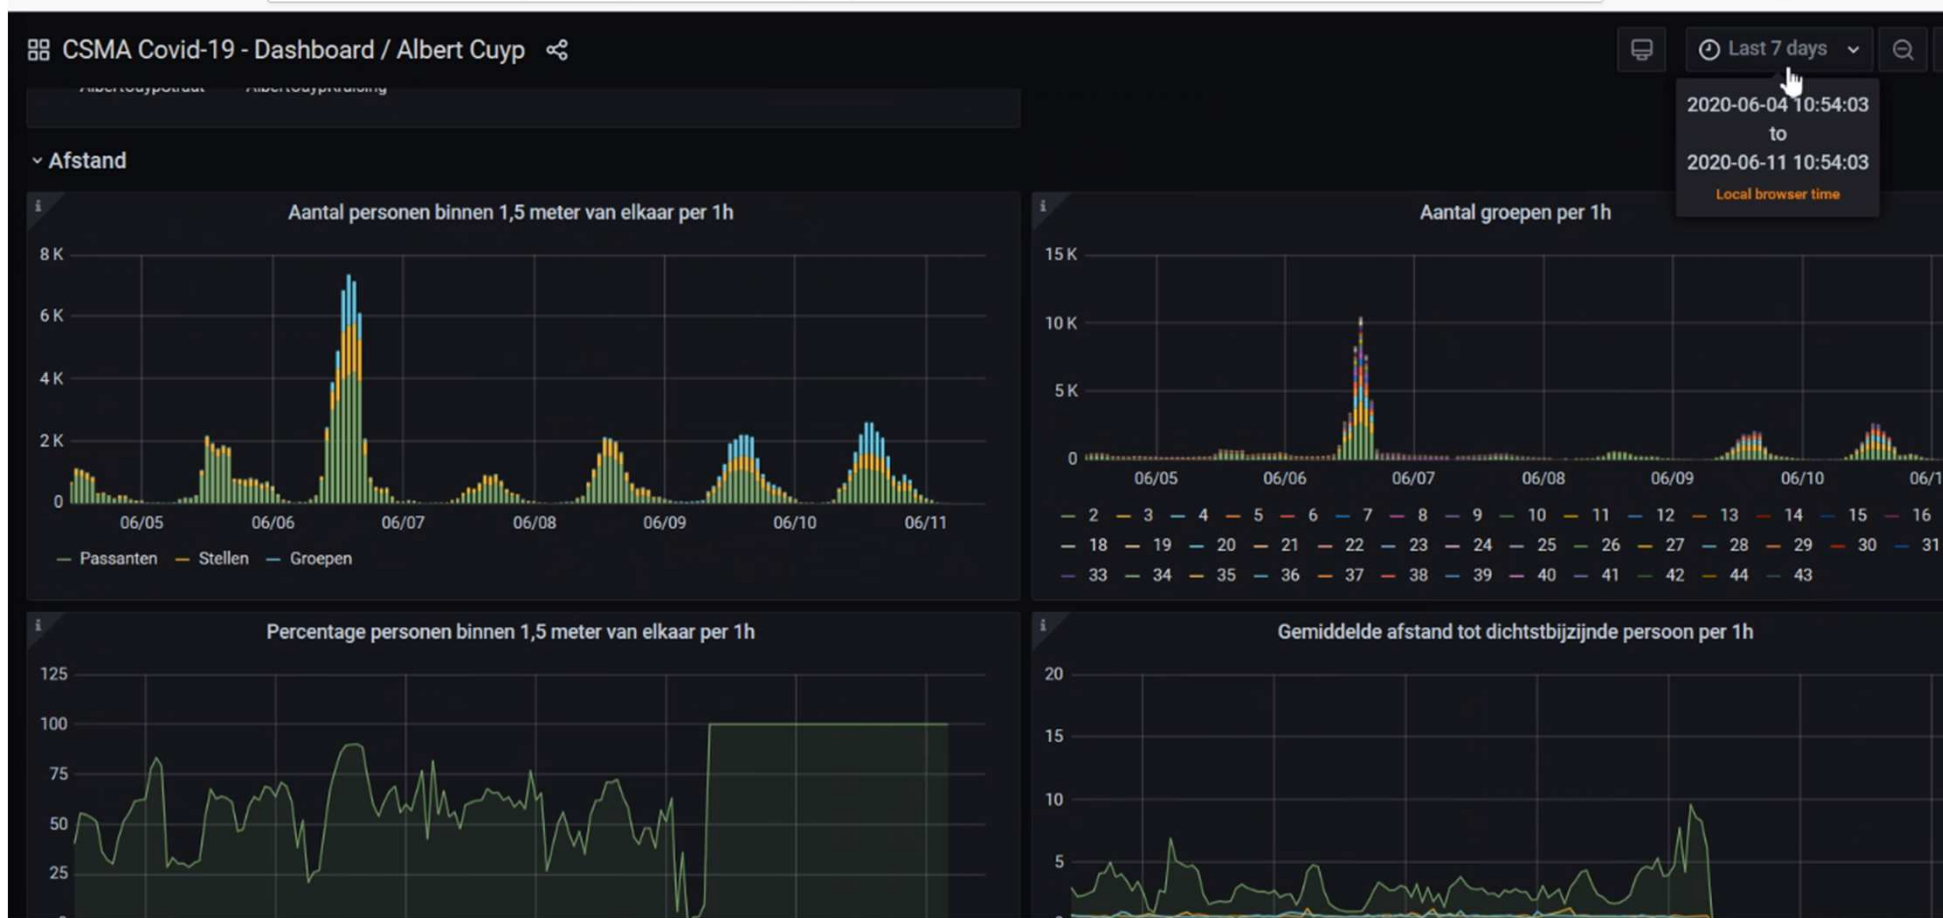 CSMA Covid-19 - Dashboard / Albert Cuyp
Last 7 days
AlbertCuypStraat AlbertCuypKruising
2020-06-04 10:54:03
to
2020-06-11 10:54:03
Local browser time
Afstand
Aantal personen binnen 1,5 meter van elkaar per 1h
8 K
6 K
4 K
2 K
0
06/05 06/06 06/07 06/08 06/09 06/10 06/11
Passanten Stellen Groepen
Aantal groepen per 1h
15 K
10 K
5 K
0
06/05 06/06 06/07 06/08 06/09 06/10 06/1
2 3 4 5 6 7 8 9 10 11 12 13 14 15 16
18 19 20 21 22 23 24 25 26 27 28 29 30 31
33 34 35 36 37 38 39 40 41 42 44 43
Percentage personen binnen 1,5 meter van elkaar per 1h
125
100
75
50
25
Gemiddelde afstand tot dichtstbijzijnde persoon per 1h
20
15
10
5